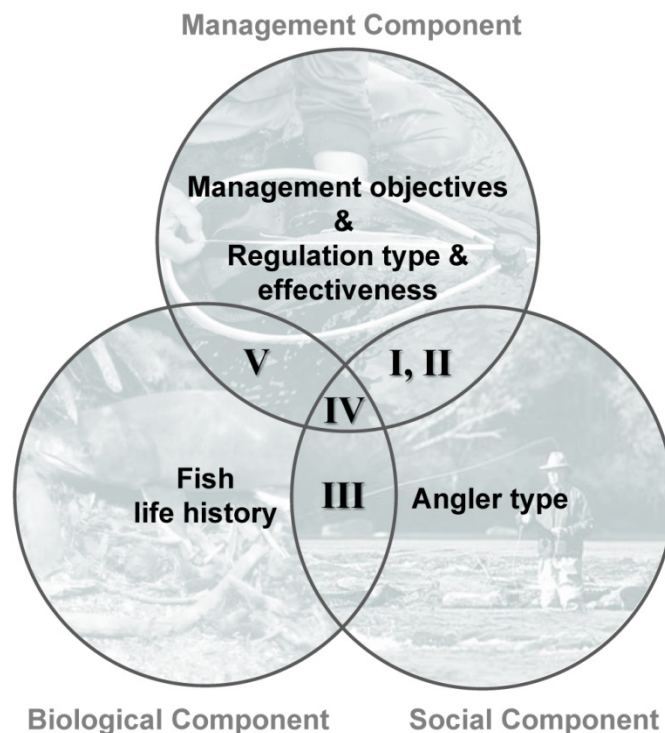 Management Component
Management objectives
&
Regulation type &
effectiveness
V
I, II
IV
Fish
life history
III
Angler type
Biological Component
Social Component